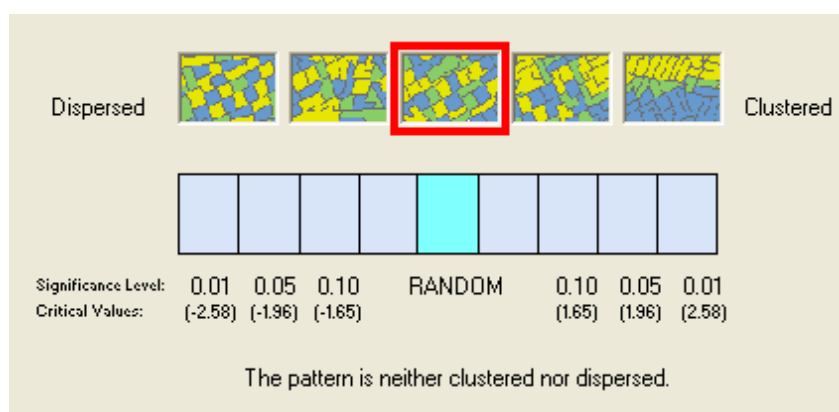 Dispersed Clustered
Significance Level: 0.01 0.05 0.10 RANDOM 0.10 0.05 0.01
Critical Values: (-2.58) (-1.96) (-1.65) (1.65) (1.96) (2.58)
The pattern is neither clustered nor dispersed.